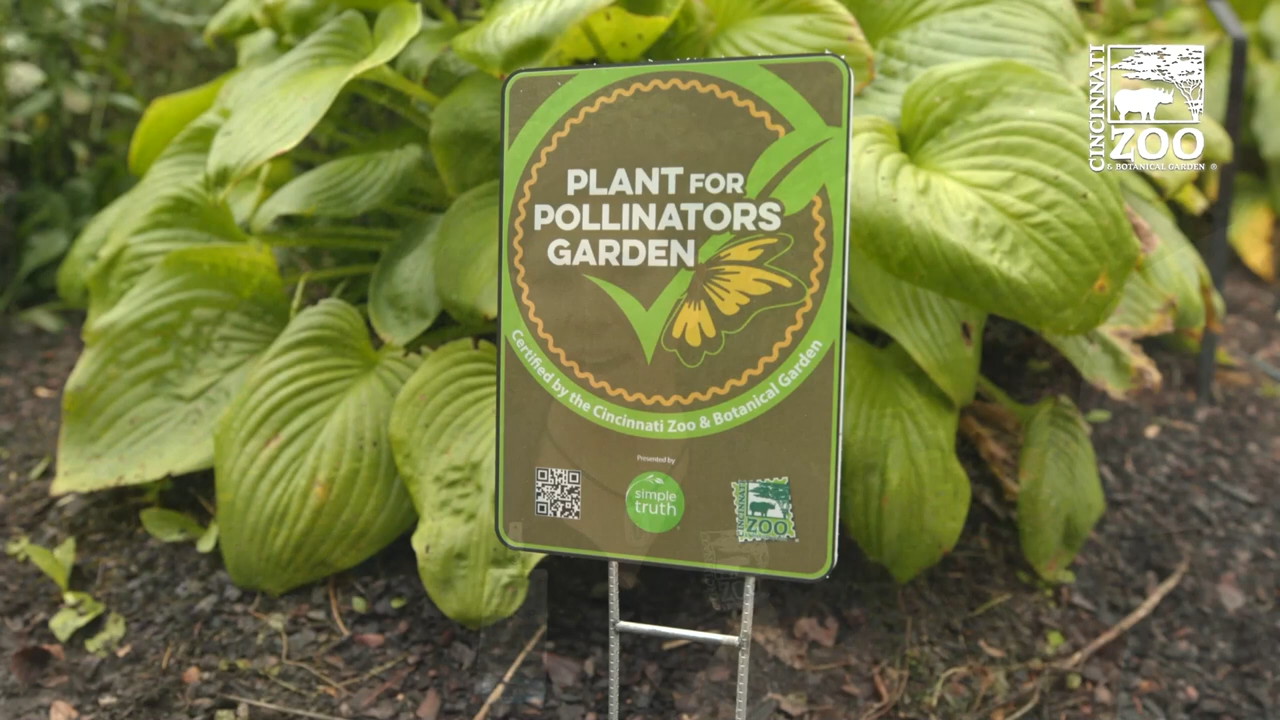 PLANT FOR
POLLINATORS
GARDEN
Certified by the Cincinnati Zoo & Botanical Garden
Presented by
simple
truth
CINCINNATI
ZOO
CINCINNATI
ZOO
& BOTANICAL GARDEN ®